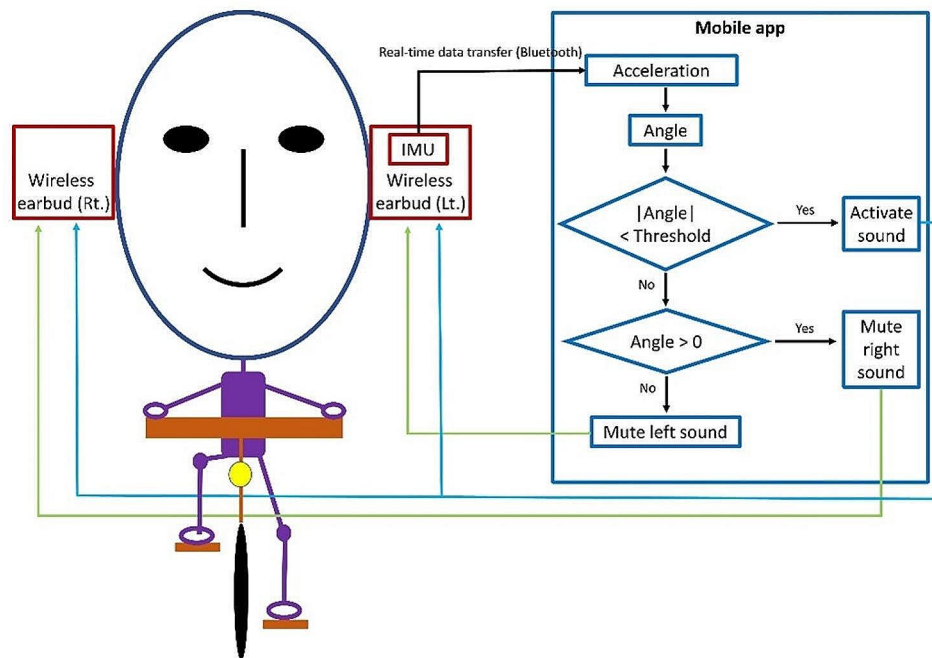 Mobile app
Real-time data transfer (Bluetooth)
Acceleration
Angle
IMU
Wireless
earbud (Rt.)
Wireless
earbud (Lt.)
|Angle|
< Threshold
Yes
Activate
sound
No
Angle > 0
Yes
Mute
right
sound
No
Mute left sound